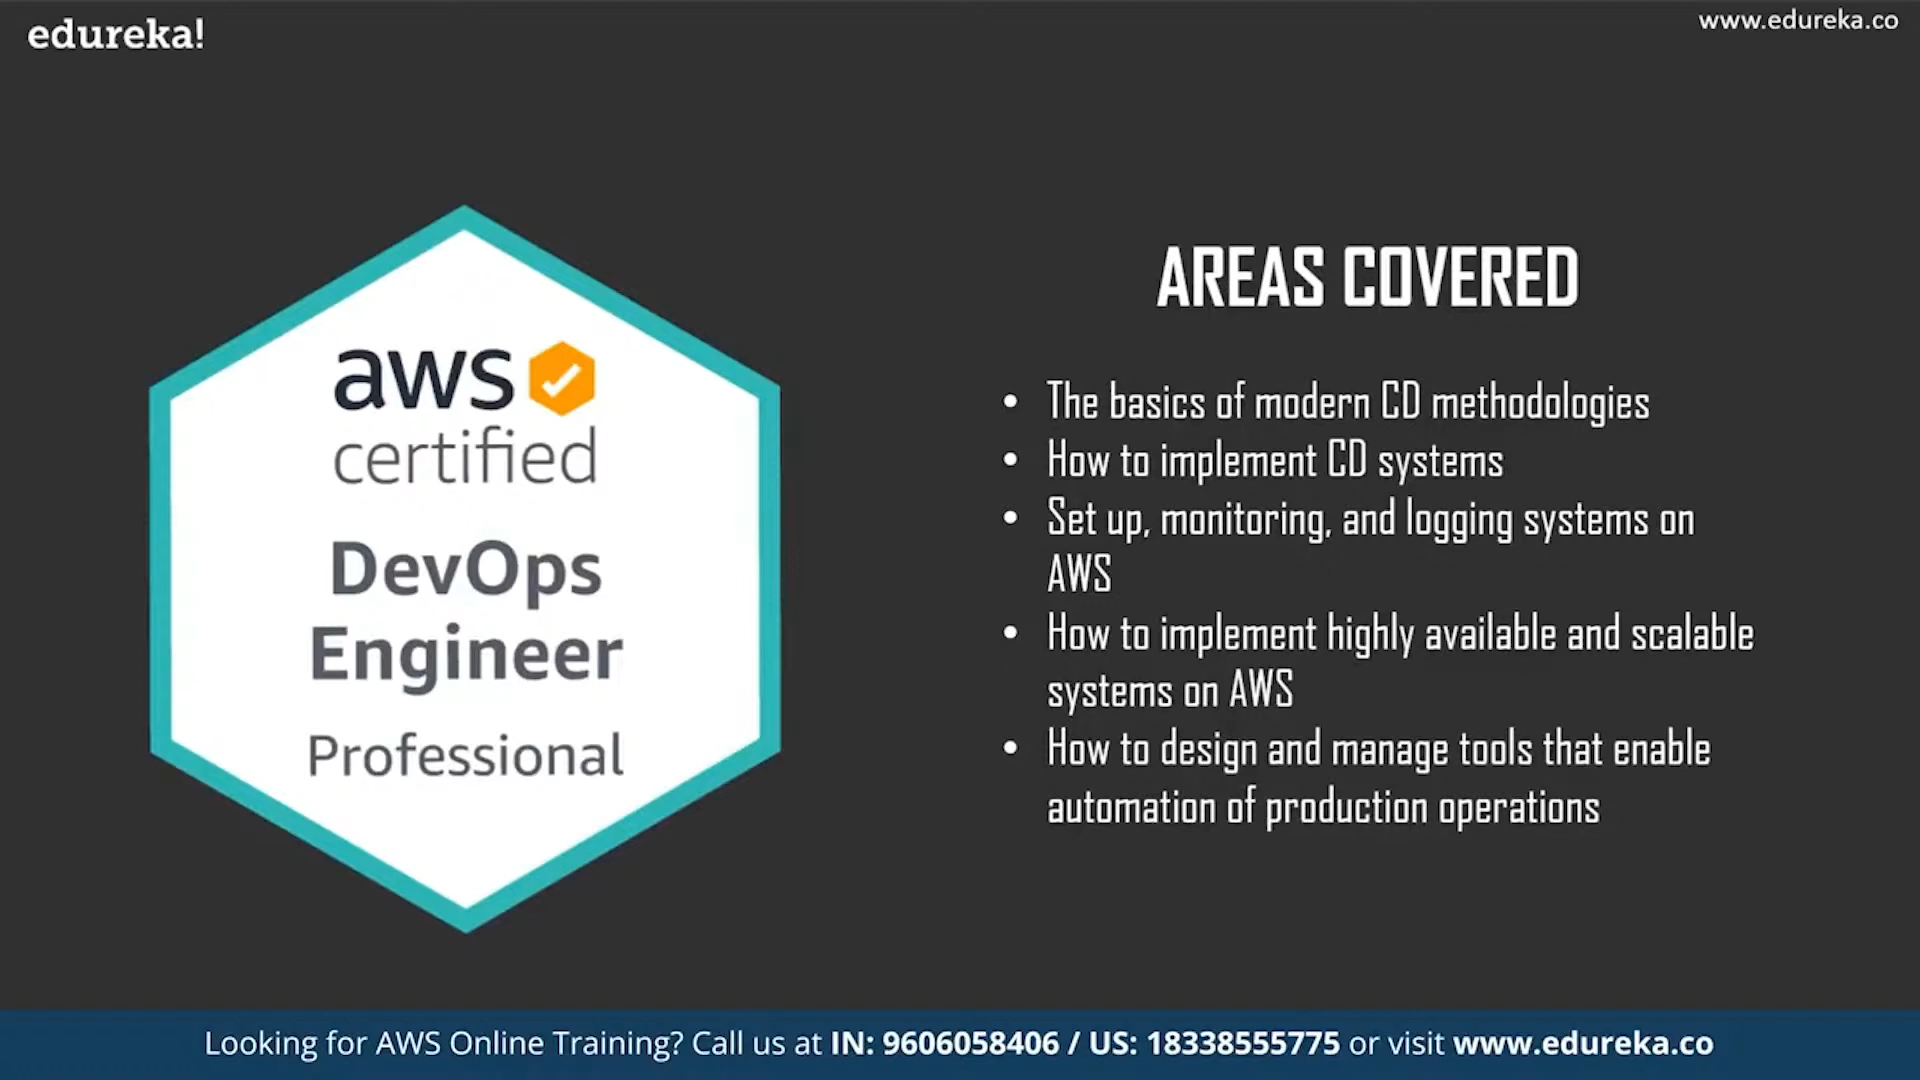 edureka!
www.edureka.co
aws
certified
DevOps
Engineer
Professional
AREAS COVERED
• The basics of modern CD methodologies
• How to implement CD systems
• Set up, monitoring, and logging systems on
AWS
• How to implement highly available and scalable
systems on AWS
• How to design and manage tools that enable
automation of production operations
Looking for AWS Online Training? Call us at IN: 9606058406 / US: 18338555775 or visit www.edureka.co